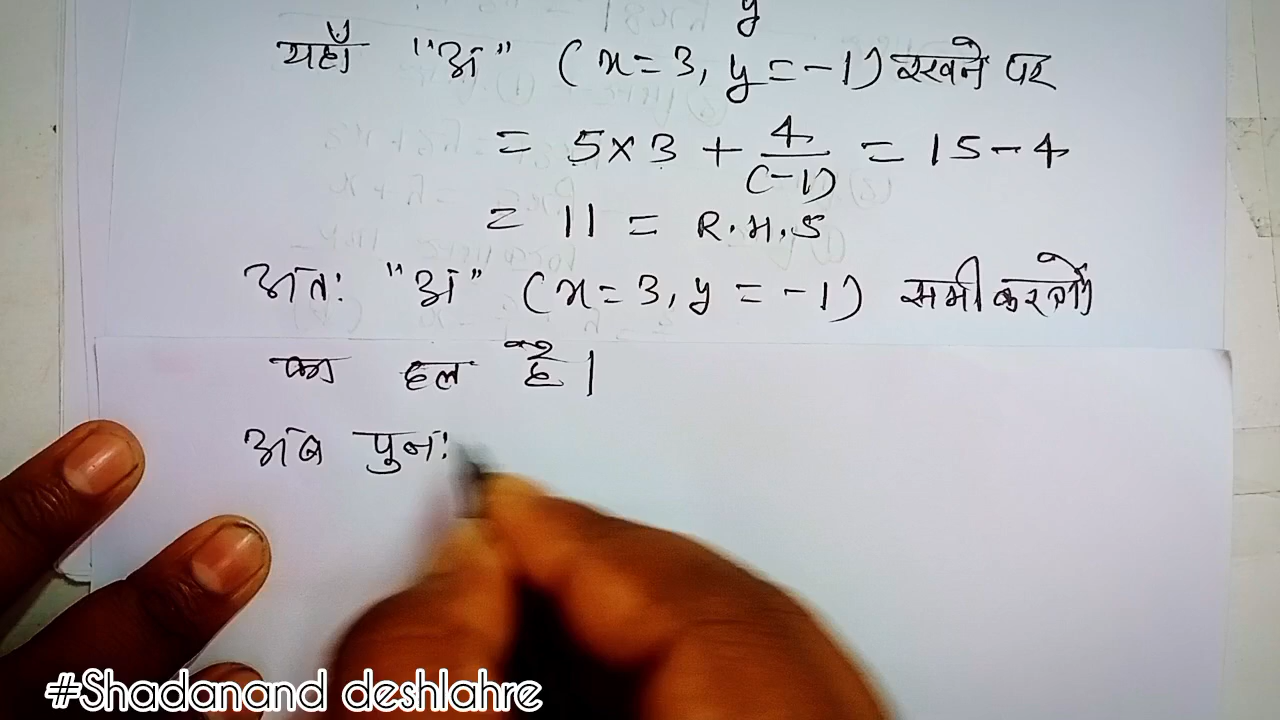 y
यहाँ "अ" (x=3, y=-1) रखने पर
= 5×3 + 4/(-1) = 15-4
= 11 = R.H.S
अतः "अ" (x=3, y=-1) समीकरणों
का हल है।
अब पुनः
#Shadanand deshlahre